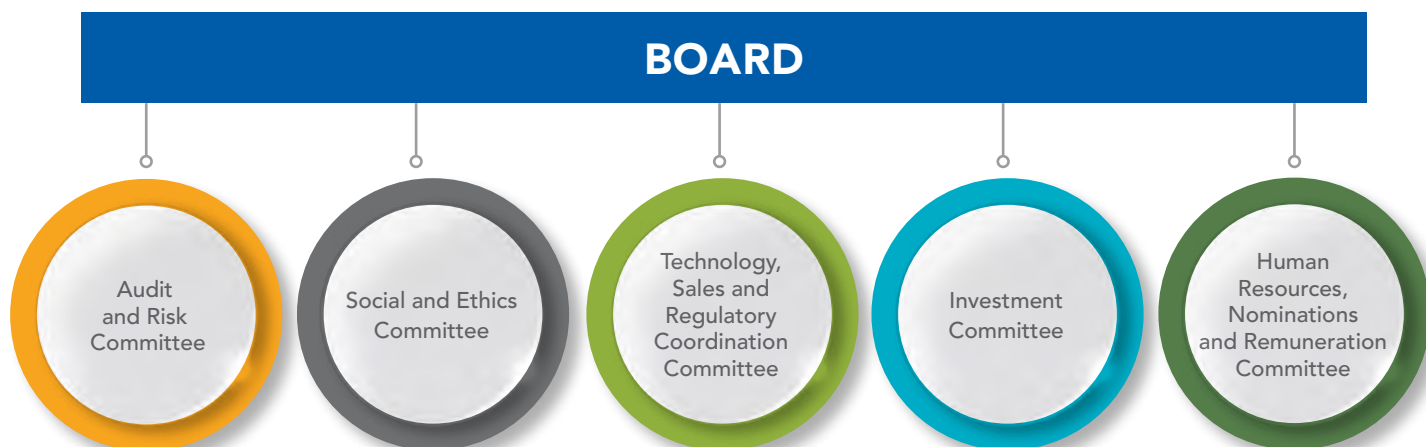 BOARD
Audit
and Risk
Committee
Social and Ethics
Committee
Technology,
Sales and
Regulatory
Coordination
Committee
Investment
Committee
Human
Resources,
Nominations
and Remuneration
Committee